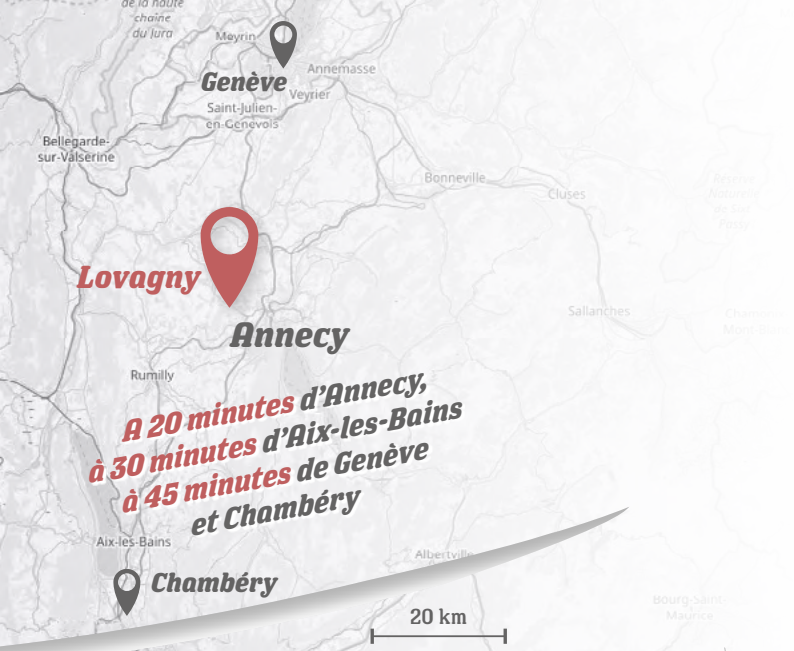 de la haute
chaîne
du Jura
Meyrin
Genève
Annemasse
Veyrier
Saint-Julien-
en-Genevois
Bellegarde-
sur-Valserine
Bonneville
Cluses
Lovagny
Annecy
Sallanches
Rumilly
A 20 minutes d'Annecy,
à 30 minutes d'Aix-les-Bains
à 45 minutes de Genève
et Chambéry
Aix-les-Bains
Albertville
Chambéry
Bourg-Saint-
Maurice
20 km